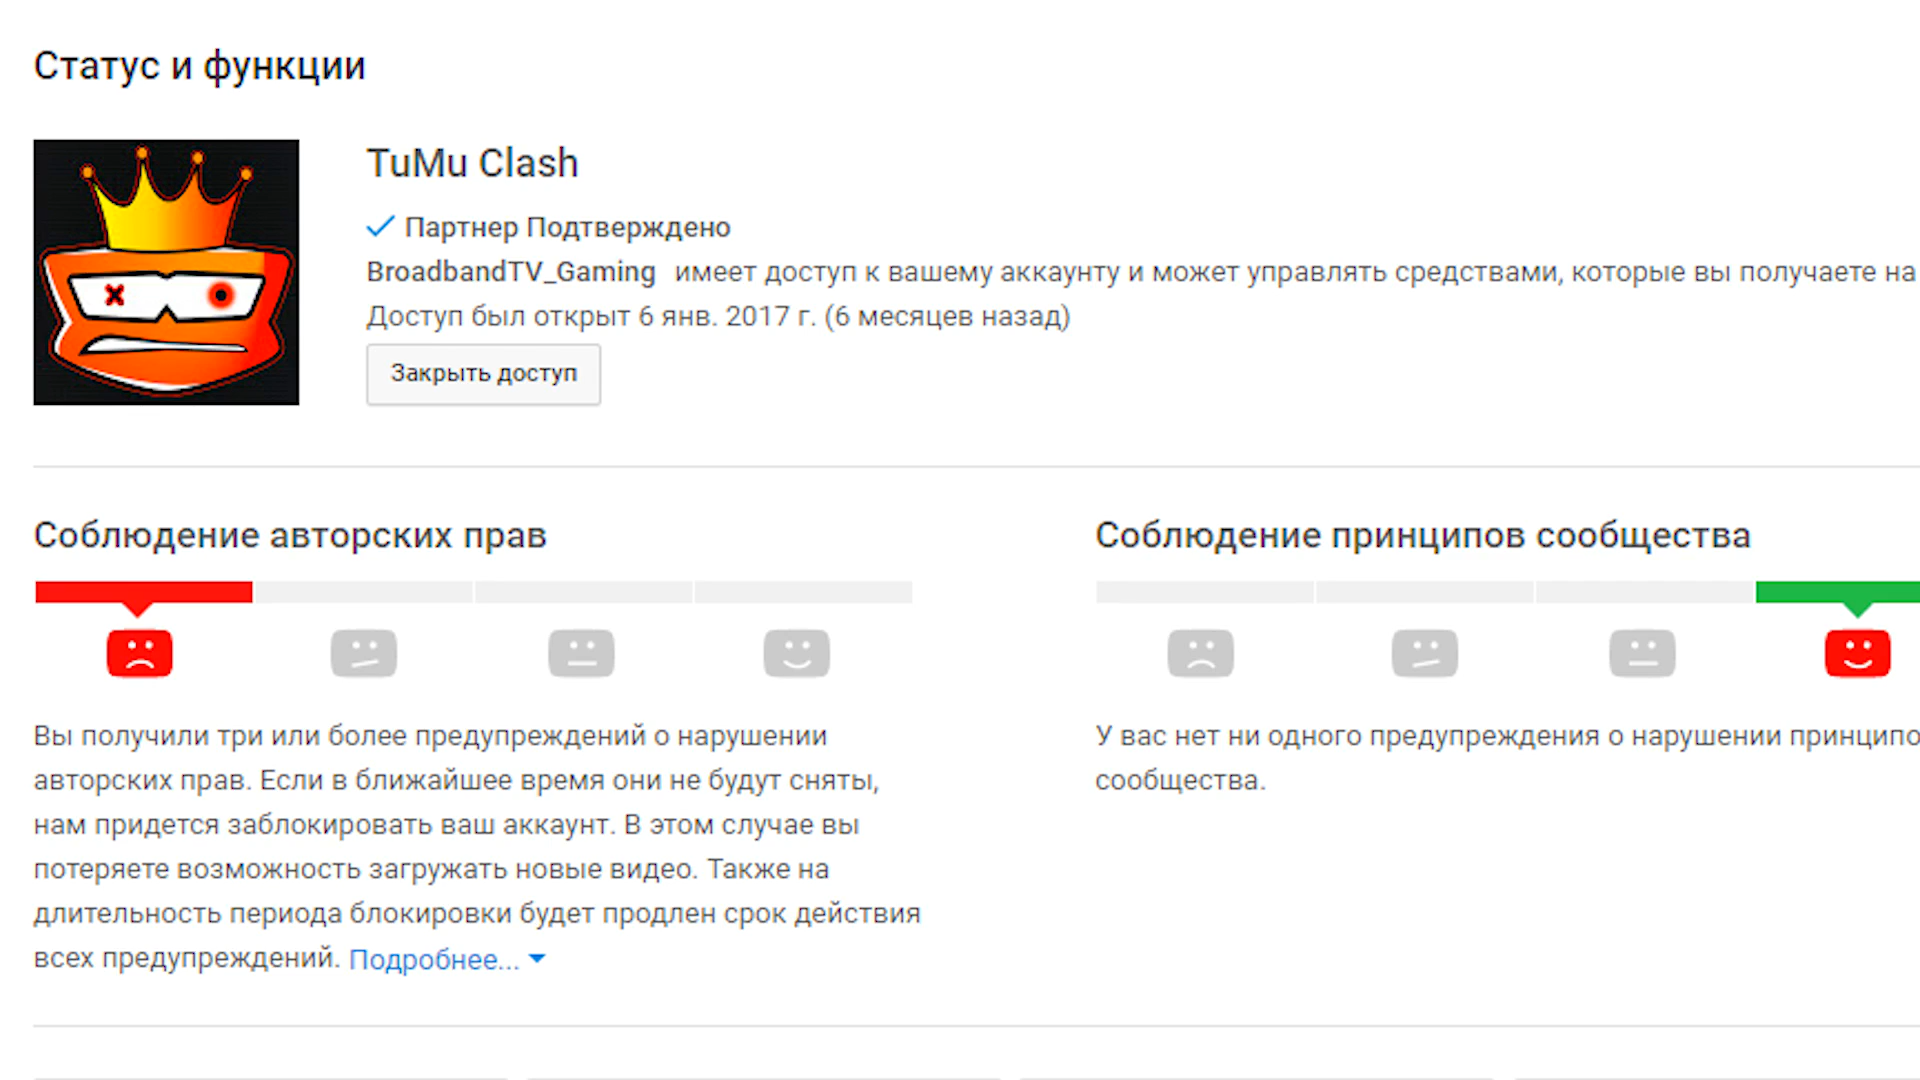 Статус и функции
TuMu Clash
Партнер Подтверждено
BroadbandTV_Gaming имеет доступ к вашему аккаунту и может управлять средствами, которые вы получаете на
Доступ был открыт 6 янв. 2017 г. (6 месяцев назад)
Закрыть доступ
Соблюдение авторских прав
Вы получили три или более предупреждений о нарушении
авторских прав. Если в ближайшее время они не будут сняты,
нам придется заблокировать ваш аккаунт. В этом случае вы
потеряете возможность загружать новые видео. Также на
длительность периода блокировки будет продлен срок действия
всех предупреждений. Подробнее...
Соблюдение принципов сообщества
У вас нет ни одного предупреждения о нарушении принципо
сообщества.